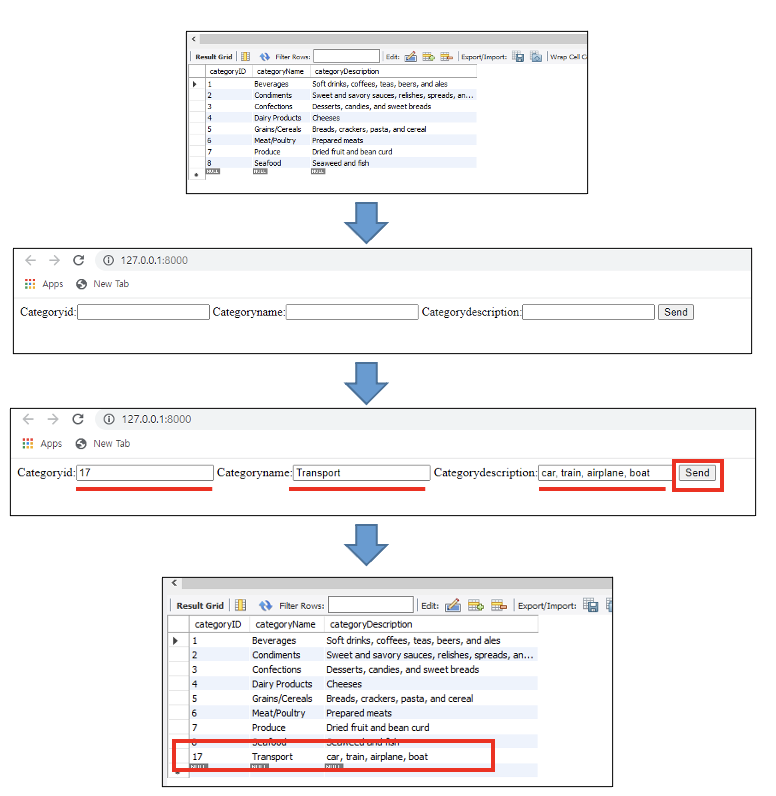 Result Grid Filter Rows: Edit: Export/Import: Wrap Cell
categoryID categoryName categoryDescription
1 Beverages Soft drinks, coffees, teas, beers, and ales
2 Condiments Sweet and savory sauces, relishes, spreads, an...
3 Confections Desserts, candies, and sweet breads
4 Dairy Products Cheeses
5 Grains/Cereals Breads, crackers, pasta, and cereal
6 Meat/Poultry Prepared meats
7 Produce Dried fruit and bean curd
8 Seafood Seaweed and fish
NULL NULL NULL
127.0.0.1:8000
Apps New Tab
Categoryid: Categoryname: Categorydescription: Send
127.0.0.1:8000
Apps New Tab
Categoryid: 17 Categoryname: Transport Categorydescription: car, train, airplane, boat Send
Result Grid Filter Rows: Edit: Export/Import:
categoryID categoryName categoryDescription
1 Beverages Soft drinks, coffees, teas, beers, and ales
2 Condiments Sweet and savory sauces, relishes, spreads, an...
3 Confections Desserts, candies, and sweet breads
4 Dairy Products Cheeses
5 Grains/Cereals Breads, crackers, pasta, and cereal
6 Meat/Poultry Prepared meats
7 Produce Dried fruit and bean curd
8 Seafood Seaweed and fish
17 Transport car, train, airplane, boat
NULL NULL NULL